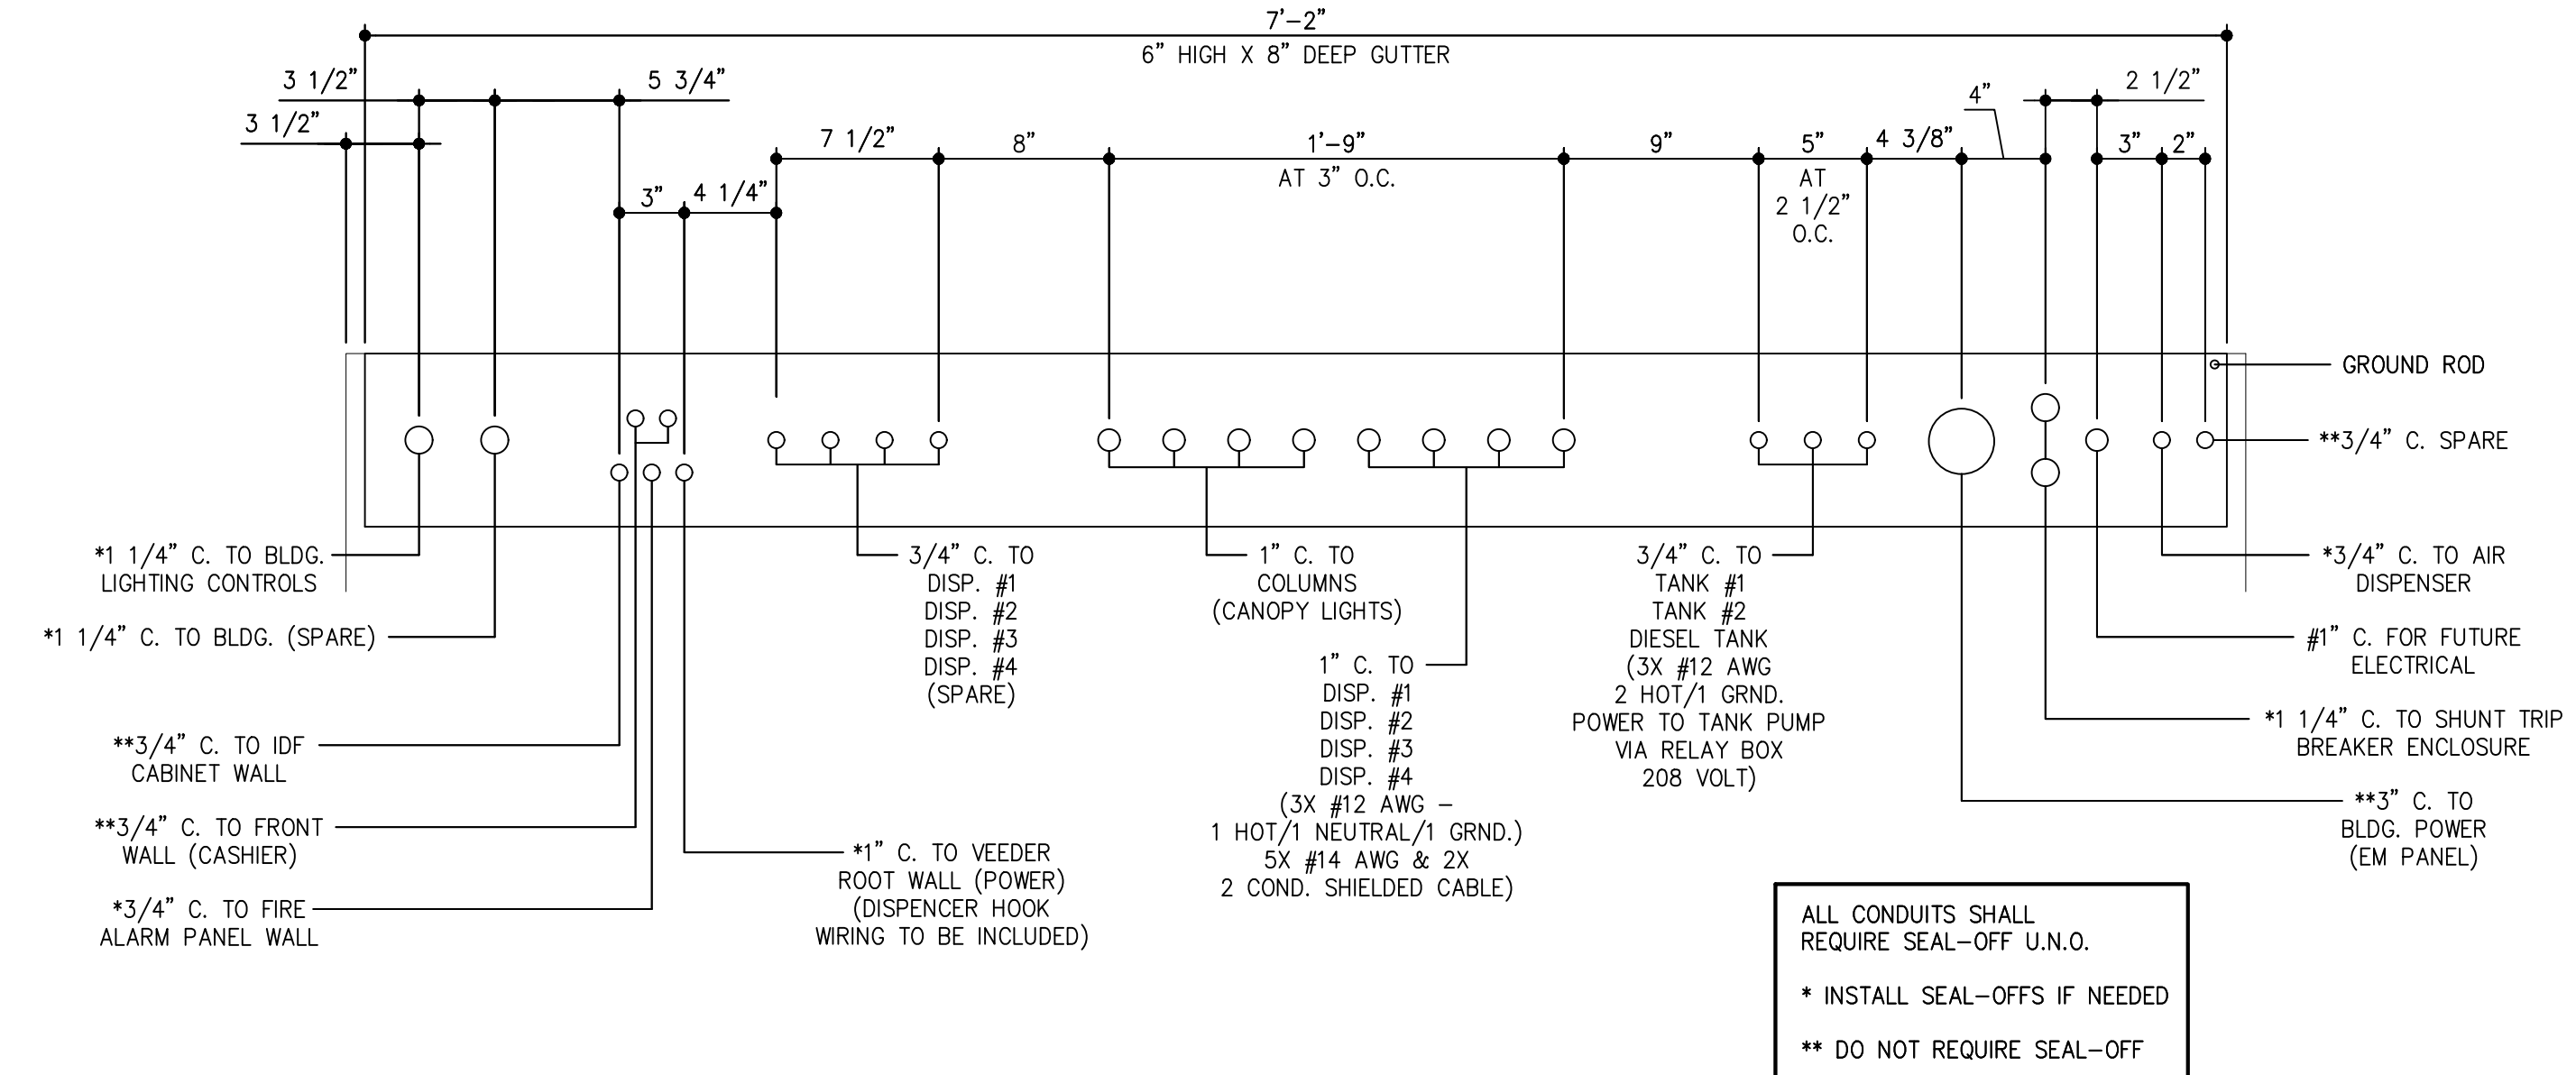 7'-2"
6" HIGH X 8" DEEP GUTTER
3 1/2"
5 3/4"
3 1/2"
3"
4 1/4"
7 1/2"
8"
1'-9"
AT 3" O.C.
9"
5"
AT
2 1/2"
O.C.
4 3/8"
4"
2 1/2"
3"
2"
GROUND ROD
**3/4" C. SPARE
*1 1/4" C. TO BLDG.
LIGHTING CONTROLS
*1 1/4" C. TO BLDG. (SPARE)
**3/4" C. TO IDF
CABINET WALL
**3/4" C. TO FRONT
WALL (CASHIER)
*3/4" C. TO FIRE
ALARM PANEL WALL
*1" C. TO VEEDER
ROOT WALL (POWER)
(DISPENCER HOOK
WIRING TO BE INCLUDED)
3/4" C. TO
DISP. #1
DISP. #2
DISP. #3
DISP. #4
(SPARE)
1" C. TO
COLUMNS
(CANOPY LIGHTS)
1" C. TO
DISP. #1
DISP. #2
DISP. #3
DISP. #4
(3X #12 AWG -
1 HOT/1 NEUTRAL/1 GRND.)
5X #14 AWG & 2X
2 COND. SHIELDED CABLE)
3/4" C. TO
TANK #1
TANK #2
DIESEL TANK
(3X #12 AWG
2 HOT/1 GRND.
POWER TO TANK PUMP
VIA RELAY BOX
208 VOLT)
*3/4" C. TO AIR
DISPENSER
#1" C. FOR FUTURE
ELECTRICAL
*1 1/4" C. TO SHUNT TRIP
BREAKER ENCLOSURE
**3" C. TO
BLDG. POWER
(EM PANEL)
ALL CONDUITS SHALL
REQUIRE SEAL-OFF U.N.O.
* INSTALL SEAL-OFFS IF NEEDED
** DO NOT REQUIRE SEAL-OFF